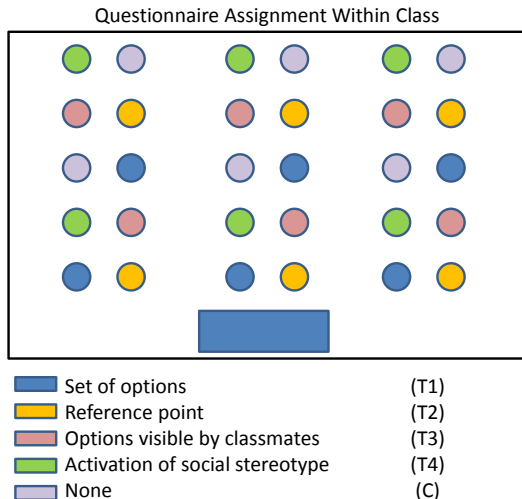 Questionnaire Assignment Within Class
Set of options (T1)
Reference point (T2)
Options visible by classmates (T3)
Activation of social stereotype (T4)
None (C)